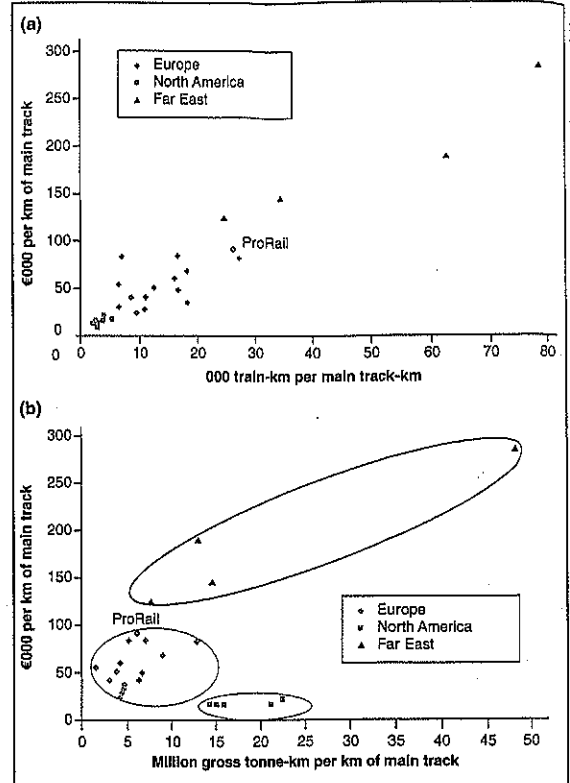 (a)
300
250
200
150
100
50
0
€000 per km of main track
Europe
North America
Far East
ProRail
0 10 20 30 40 50 60 70 80
000 train-km per main track-km
(b)
300
250
200
150
100
50
0
€000 per km of main track
ProRail
Europe
North America
Far East
0 5 10 15 20 25 30 35 40 45 50
Million gross tonne-km per km of main track